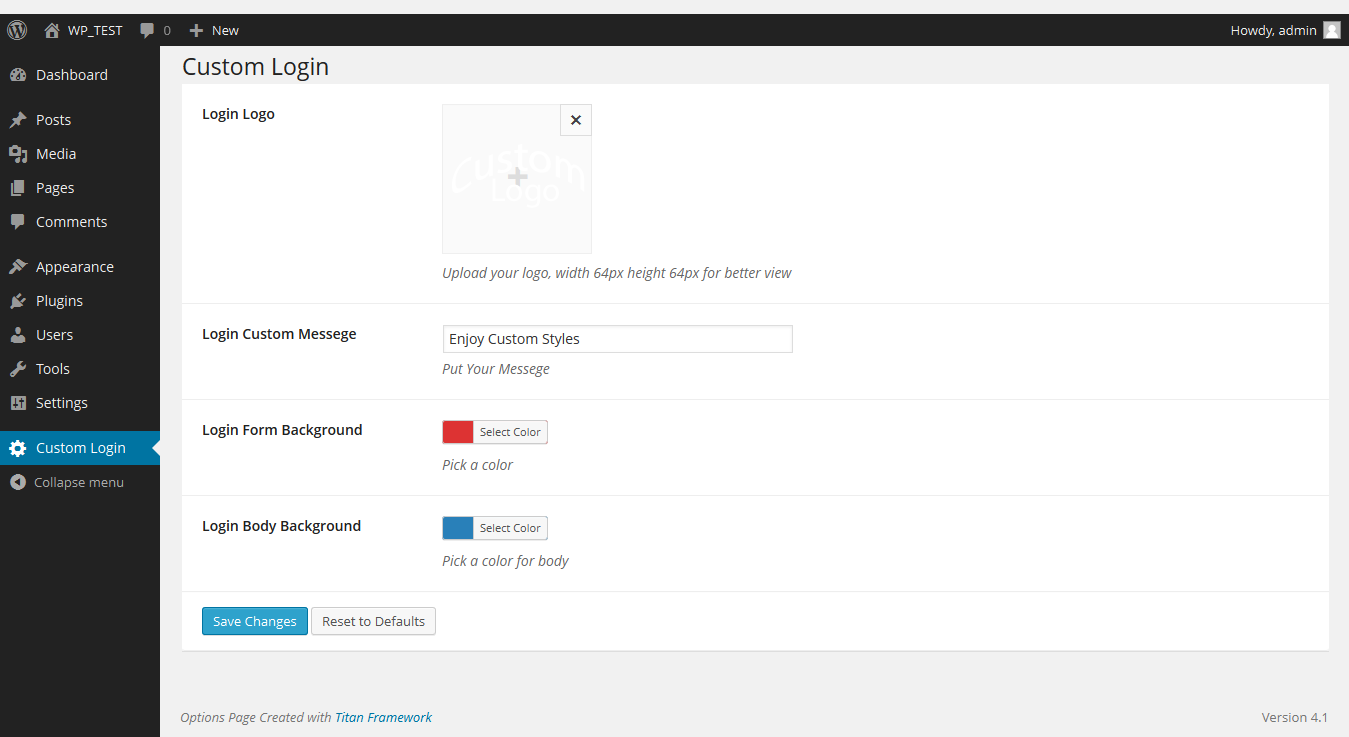 WP_TEST 0 New Howdy, admin
Dashboard
Posts
Media
Pages
Comments
Appearance
Plugins
Users
Tools
Settings
Custom Login
Collapse menu
Custom Login
Login Logo
Custom
Logo
Upload your logo, width 64px height 64px for better view
Login Custom Messege
Enjoy Custom Styles
Put Your Messege
Login Form Background
Select Color
Pick a color
Login Body Background
Select Color
Pick a color for body
Save Changes Reset to Defaults
Options Page Created with Titan Framework Version 4.1